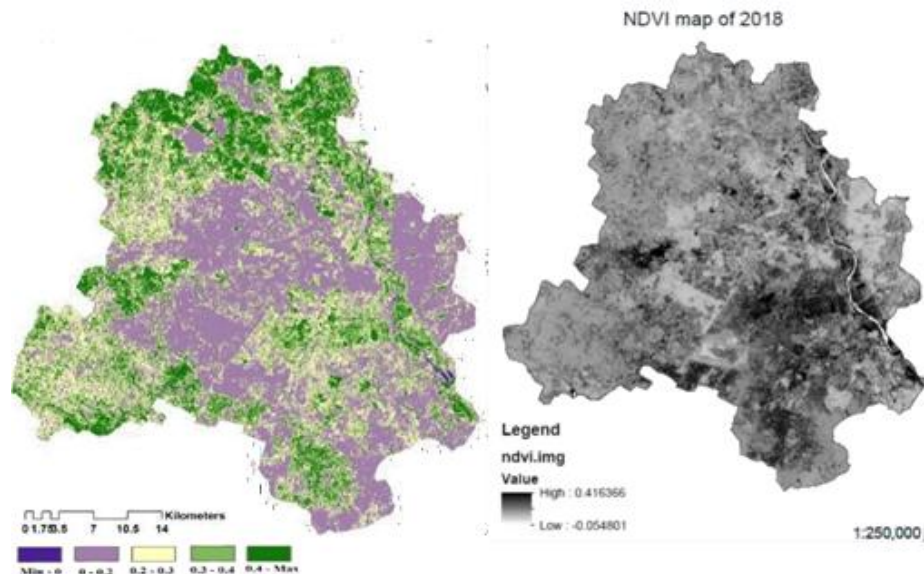 NDVI map of 2018
Kilometers
0 1.75 3.5 7 10.5 14
Min - 0 0 - 0.2 0.2 - 0.3 0.3 - 0.4 0.4 - Max
Legend
ndvi.img
Value
High : 0.416366
Low : -0.054801
1:250,000